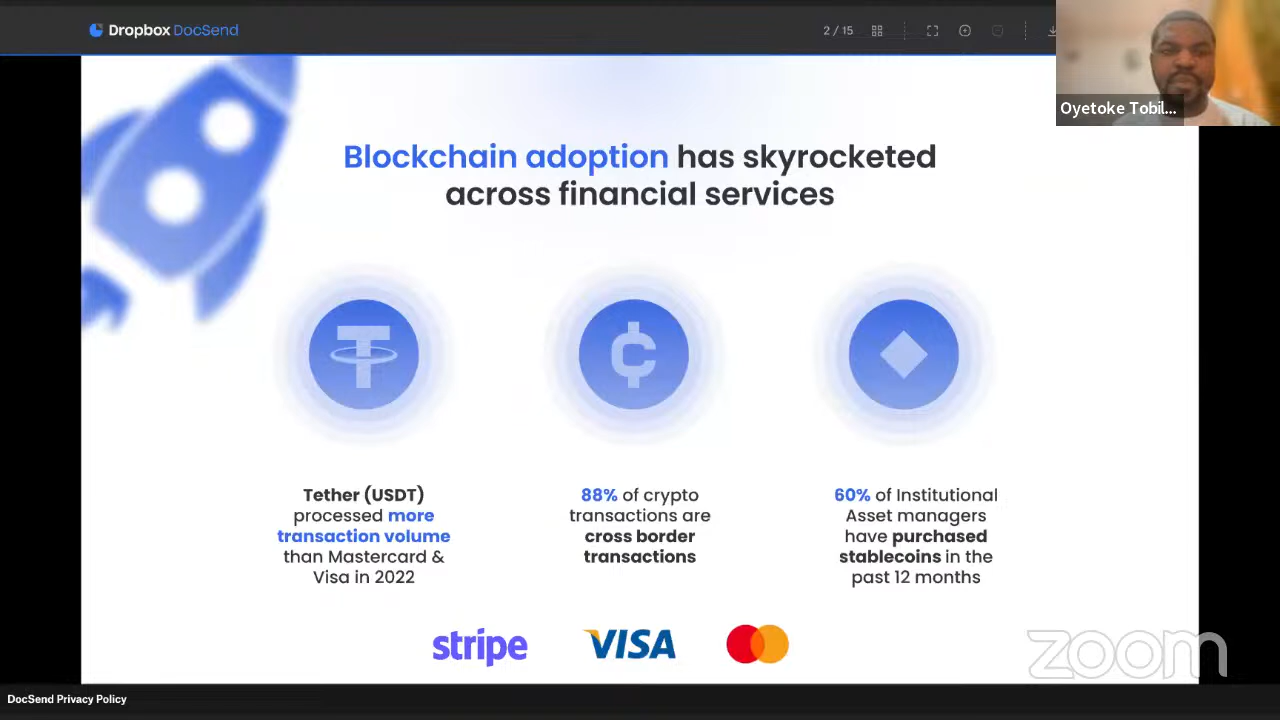 Dropbox DocSend
2 / 15
Oyetoke Tobil...
Blockchain adoption has skyrocketed
across financial services
Tether (USDT)
processed more
transaction volume
than Mastercard &
Visa in 2022
88% of crypto
transactions are
cross border
transactions
60% of Institutional
Asset managers
have purchased
stablecoins in the
past 12 months
stripe
VISA
zoom
DocSend Privacy Policy